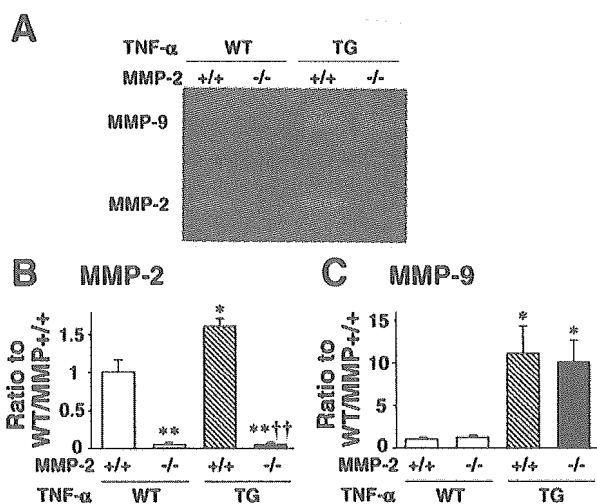 A
TNF-α WT TG
MMP-2 +/+ -/- +/+ -/-
MMP-9
MMP-2
B MMP-2
Ratio to WT/MMP+/+
1.5
1
0.5
0
*
**
**††
MMP-2 +/+ -/- +/+ -/-
TNF-α WT TG
C MMP-9
Ratio to WT/MMP+/+
15
10
5
0
*
*
MMP-2 +/+ -/- +/+ -/-
TNF-α WT TG